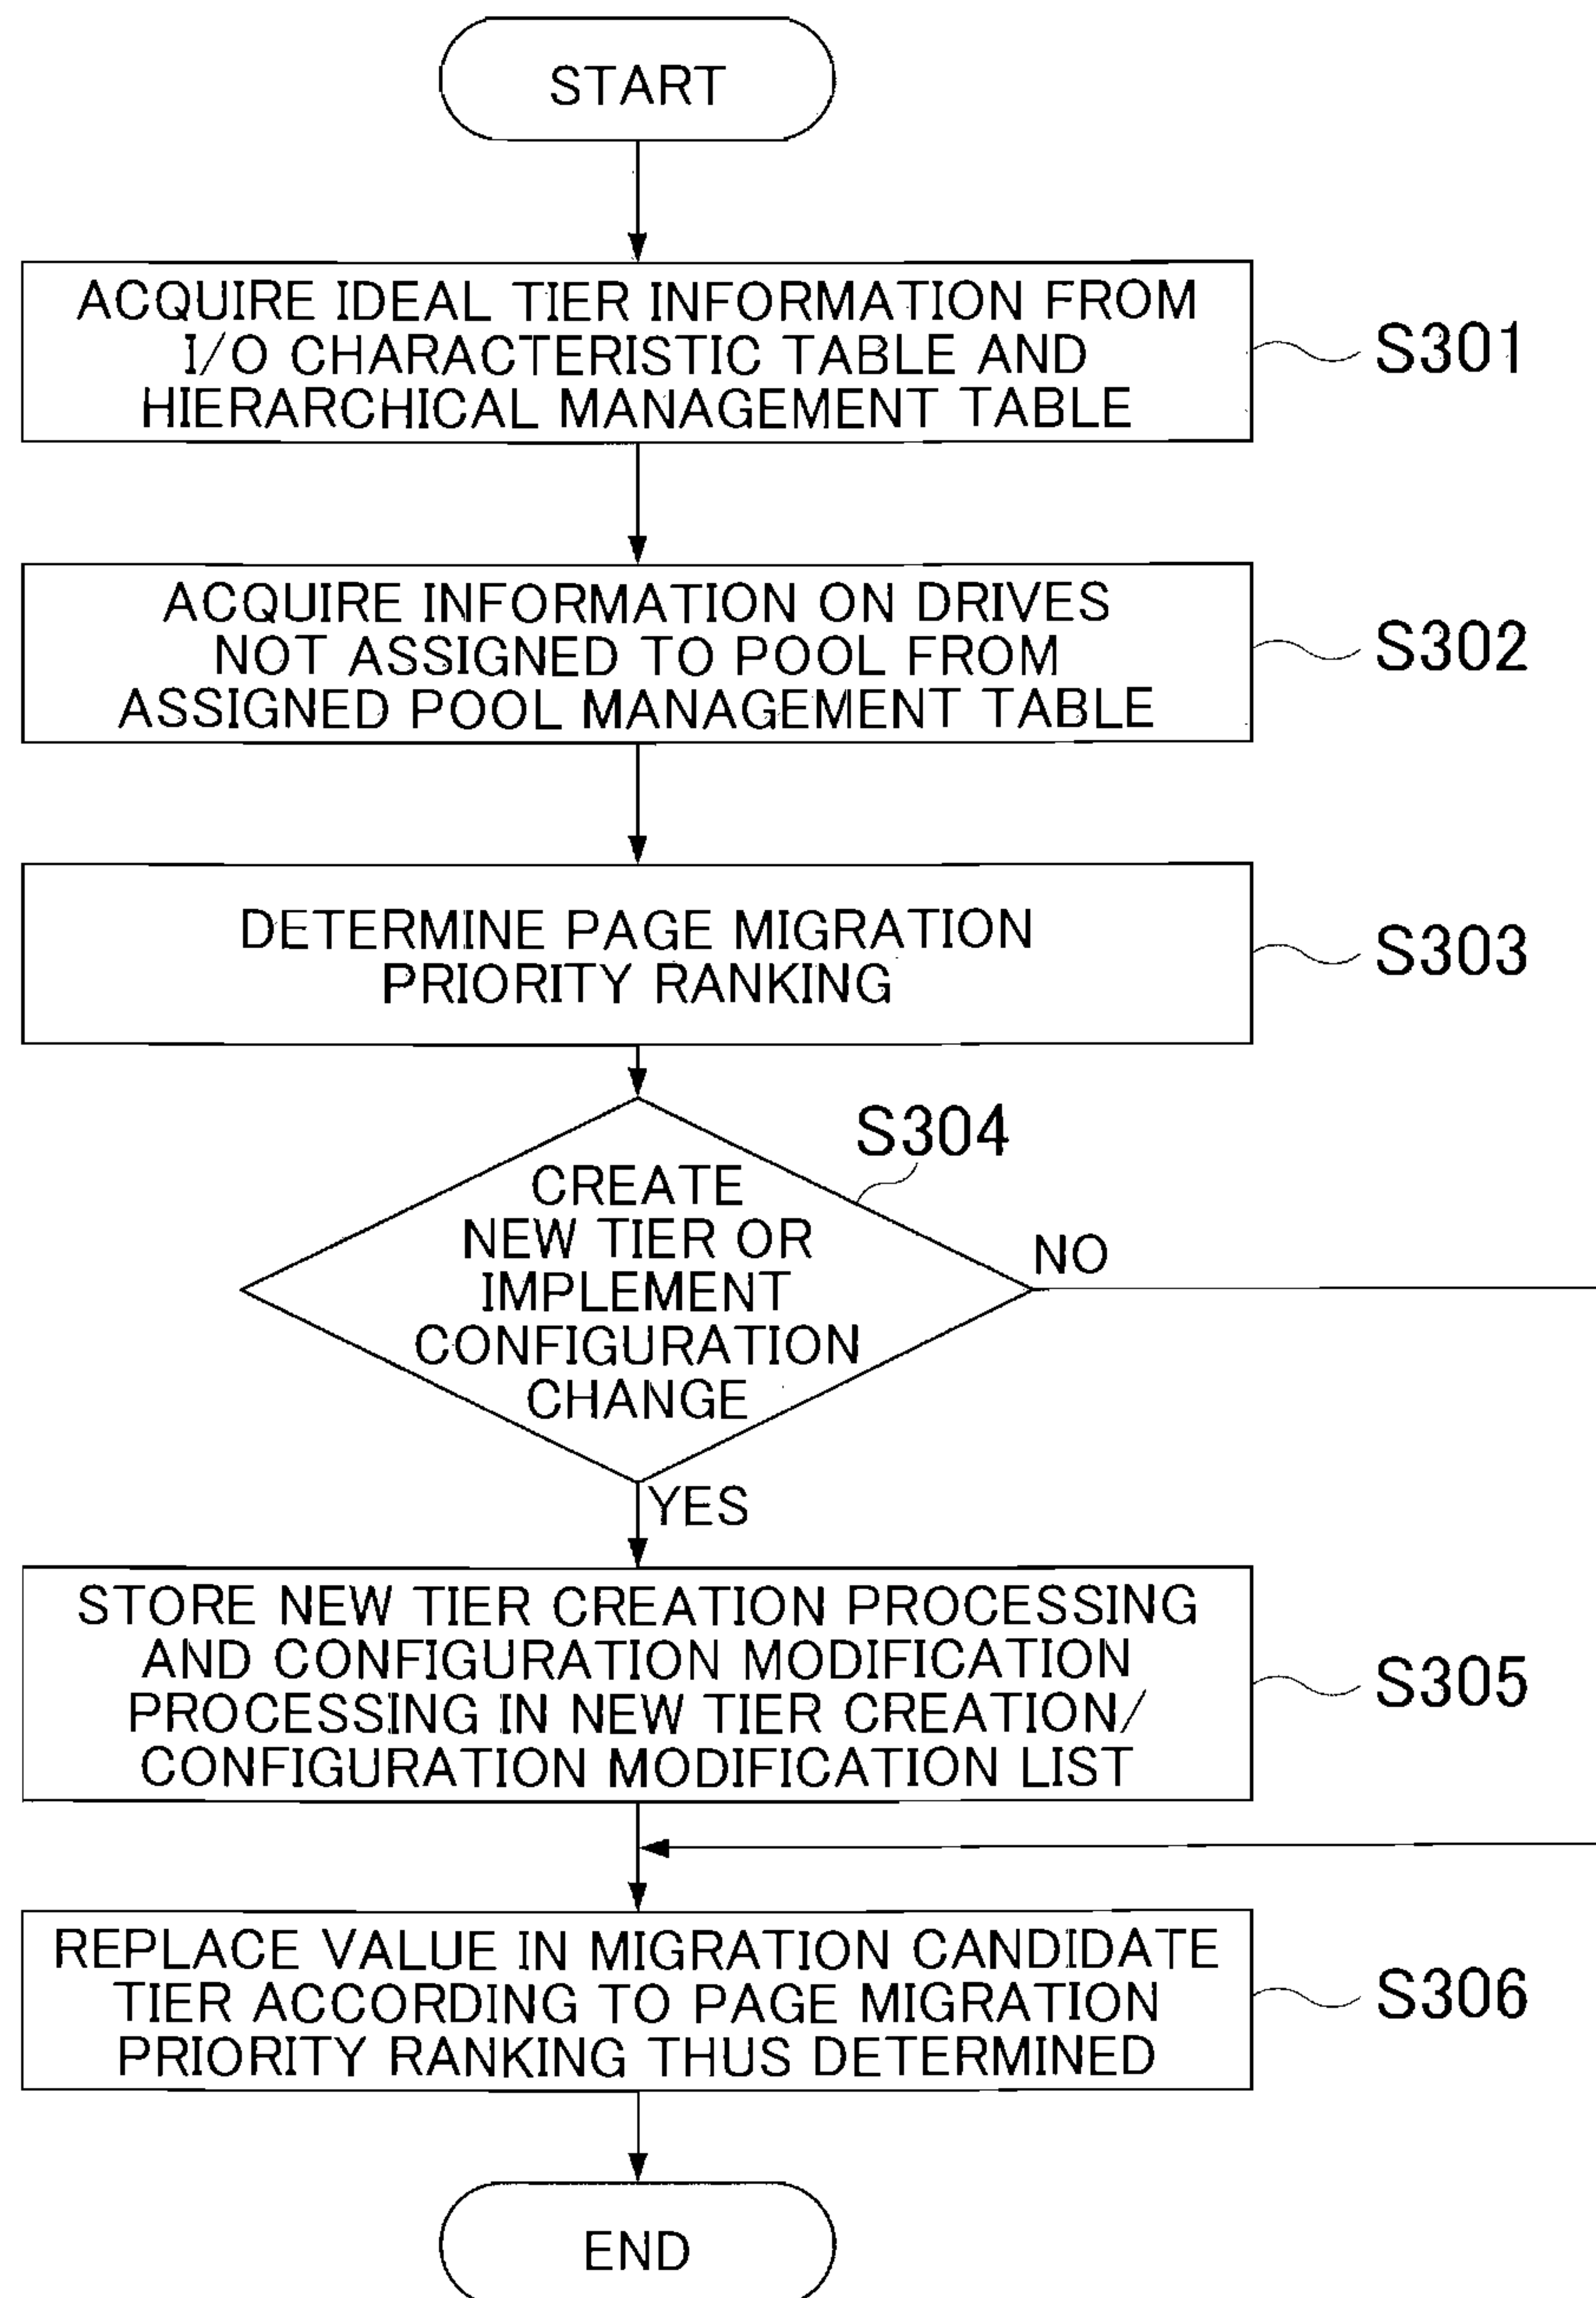 START
ACQUIRE IDEAL TIER INFORMATION FROM
I/O CHARACTERISTIC TABLE AND
HIERARCHICAL MANAGEMENT TABLE
S301
ACQUIRE INFORMATION ON DRIVES
NOT ASSIGNED TO POOL FROM
ASSIGNED POOL MANAGEMENT TABLE
S302
DETERMINE PAGE MIGRATION
PRIORITY RANKING
S303
S304
CREATE
NEW TIER OR
IMPLEMENT
CONFIGURATION
CHANGE
NO
YES
STORE NEW TIER CREATION PROCESSING
AND CONFIGURATION MODIFICATION
PROCESSING IN NEW TIER CREATION/
CONFIGURATION MODIFICATION LIST
S305
REPLACE VALUE IN MIGRATION CANDIDATE
TIER ACCORDING TO PAGE MIGRATION
PRIORITY RANKING THUS DETERMINED
S306
END